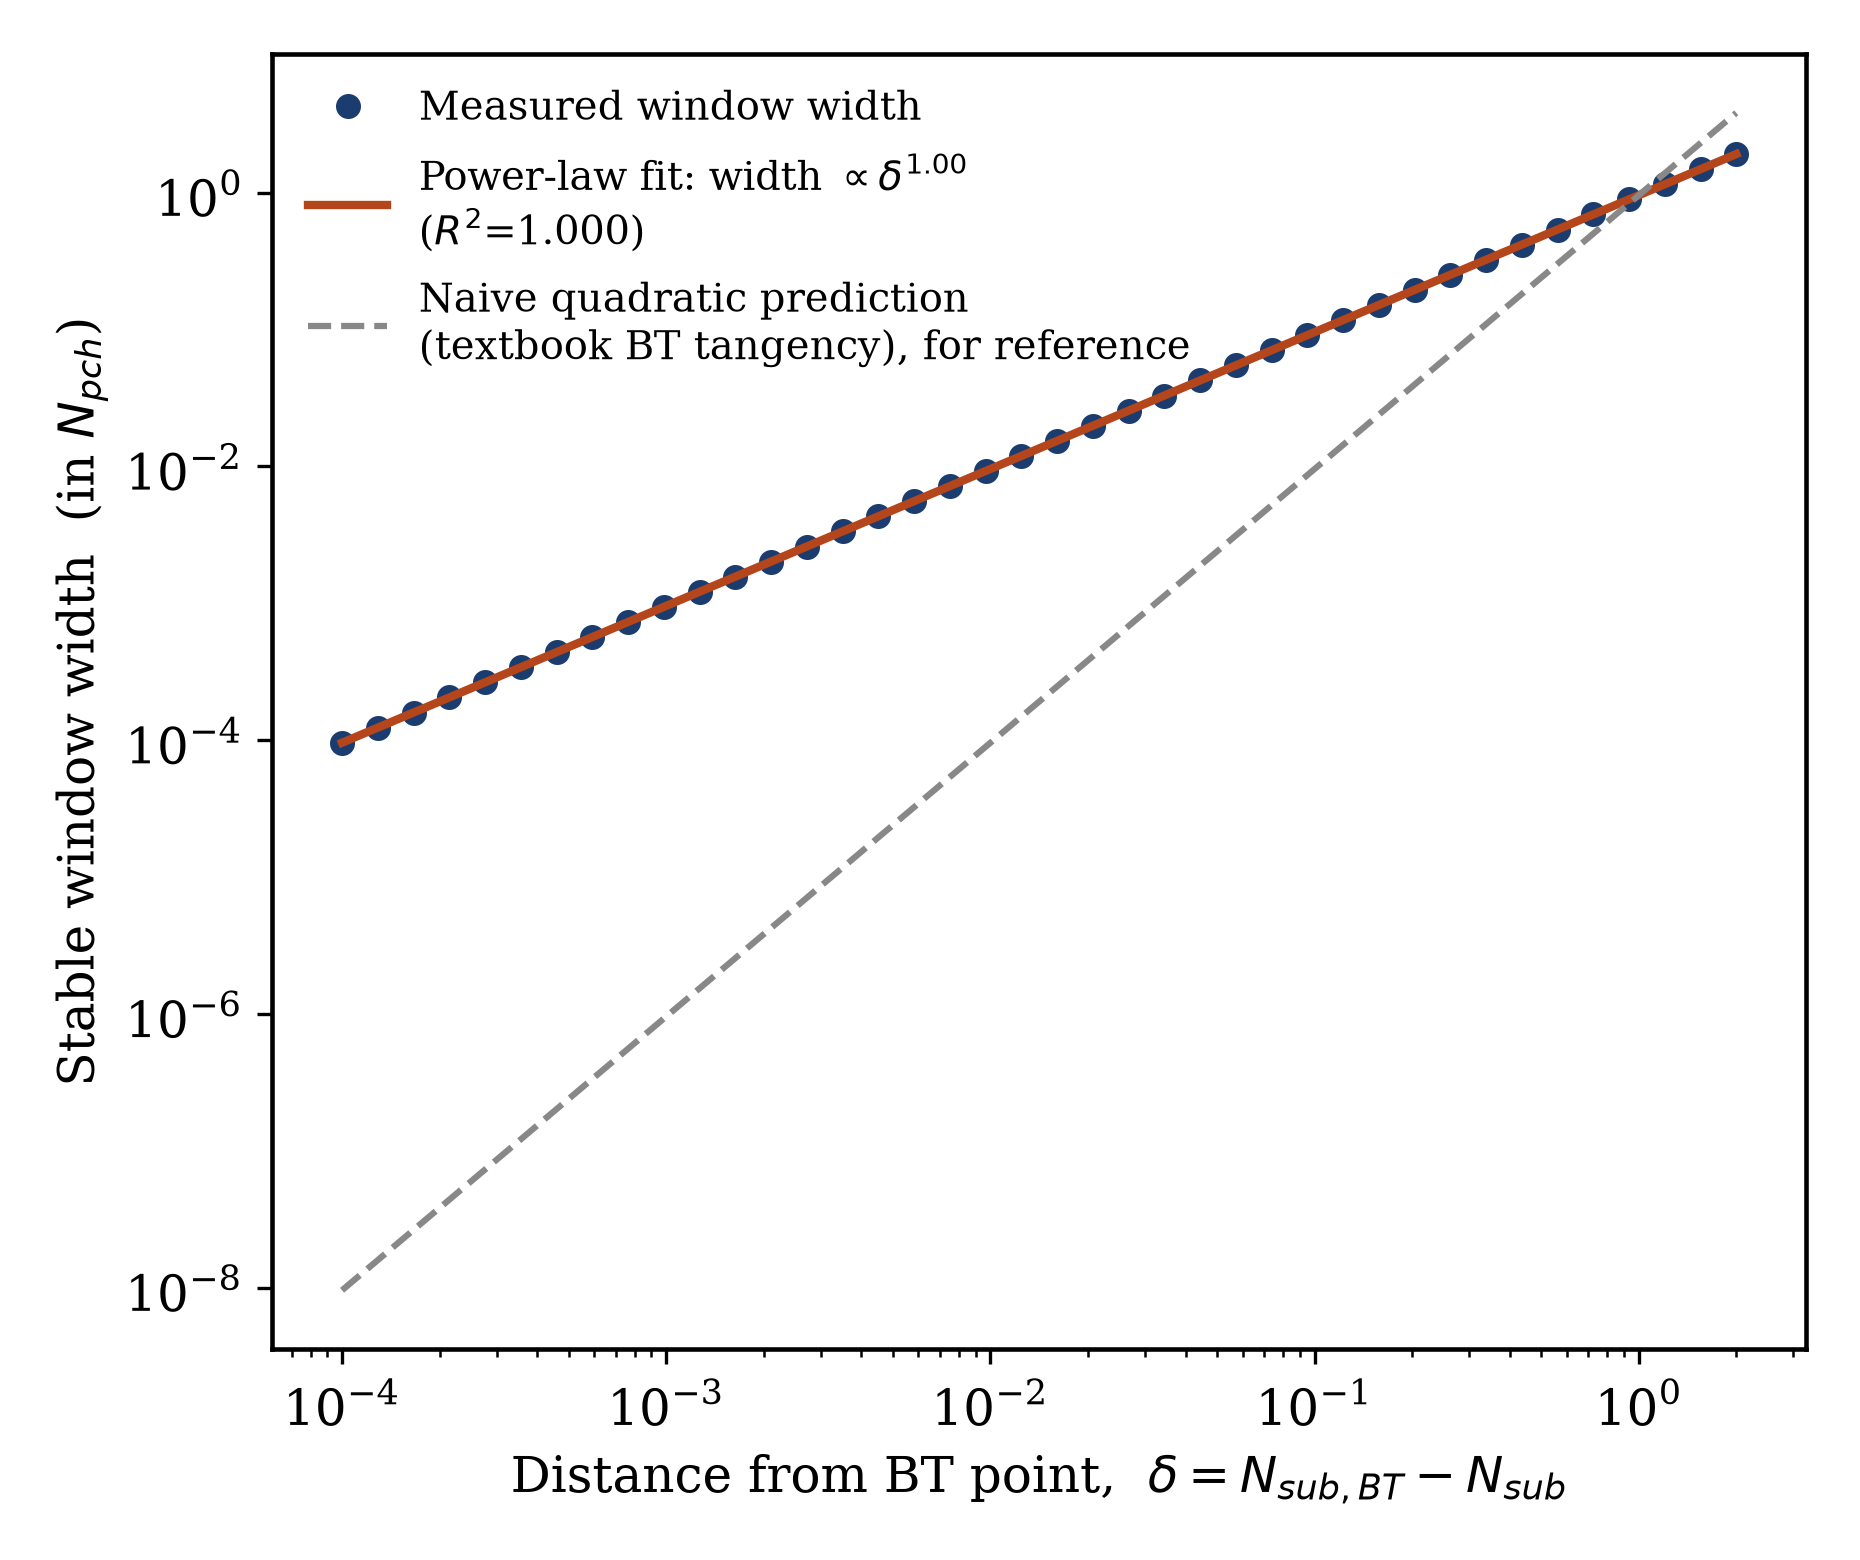 Measured window width
Power-law fit: width ∝ δ^1.00
(R²=1.000)
Naive quadratic prediction
(textbook BT tangency), for reference
Stable window width (in N_pch)
10^0
10^−2
10^−4
10^−6
10^−8
10^−4 10^−3 10^−2 10^−1 10^0
Distance from BT point, δ = N_sub,BT − N_sub